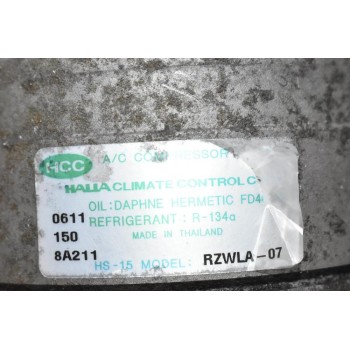 HCC
A/C COMPRESSOR
HALLA CLIMATE CONTROL C
OIL: DAPHNE HERMETIC FD4
0611
REFRIGERANT : R-134a
150
MADE IN THAILAND
8A211
HS-15 MODEL: RZWLA-07